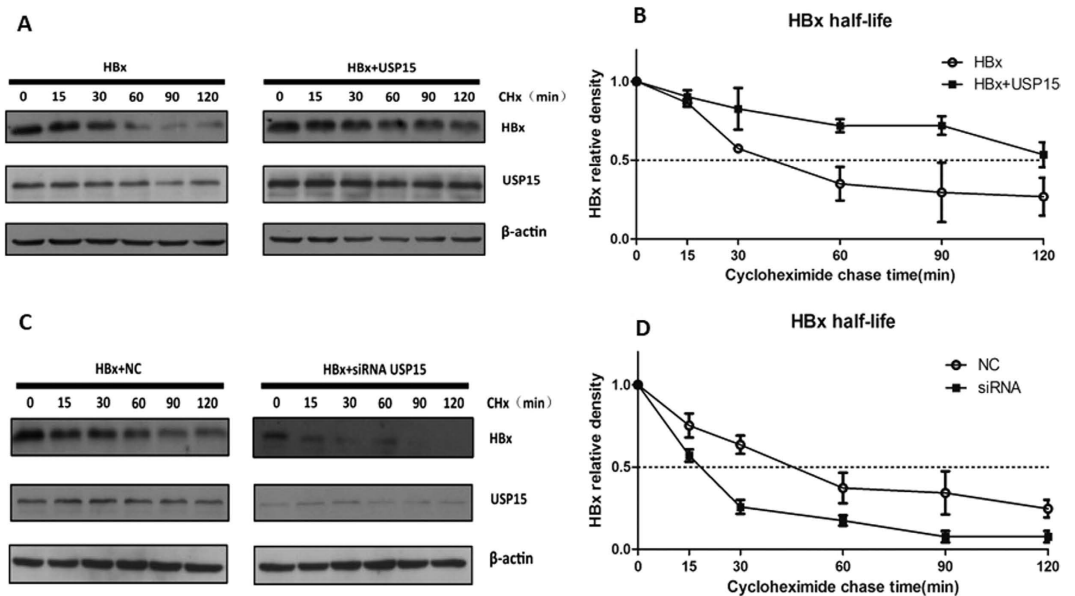 A
HBx
HBx+USP15
0 15 30 60 90 120
0 15 30 60 90 120
CHx (min)
HBx
USP15
β-actin
B
HBx half-life
HBx
HBx+USP15
HBx relative density
1.0
0.5
0.0
0 15 30 60 90 120
Cycloheximide chase time(min)
C
HBx+NC
HBx+siRNA USP15
0 15 30 60 90 120
0 15 30 60 90 120
CHx (min)
HBx
USP15
β-actin
D
HBx half-life
NC
siRNA
HBx relative density
1.0
0.5
0.0
0 15 30 60 90 120
Cycloheximide chase time(min)